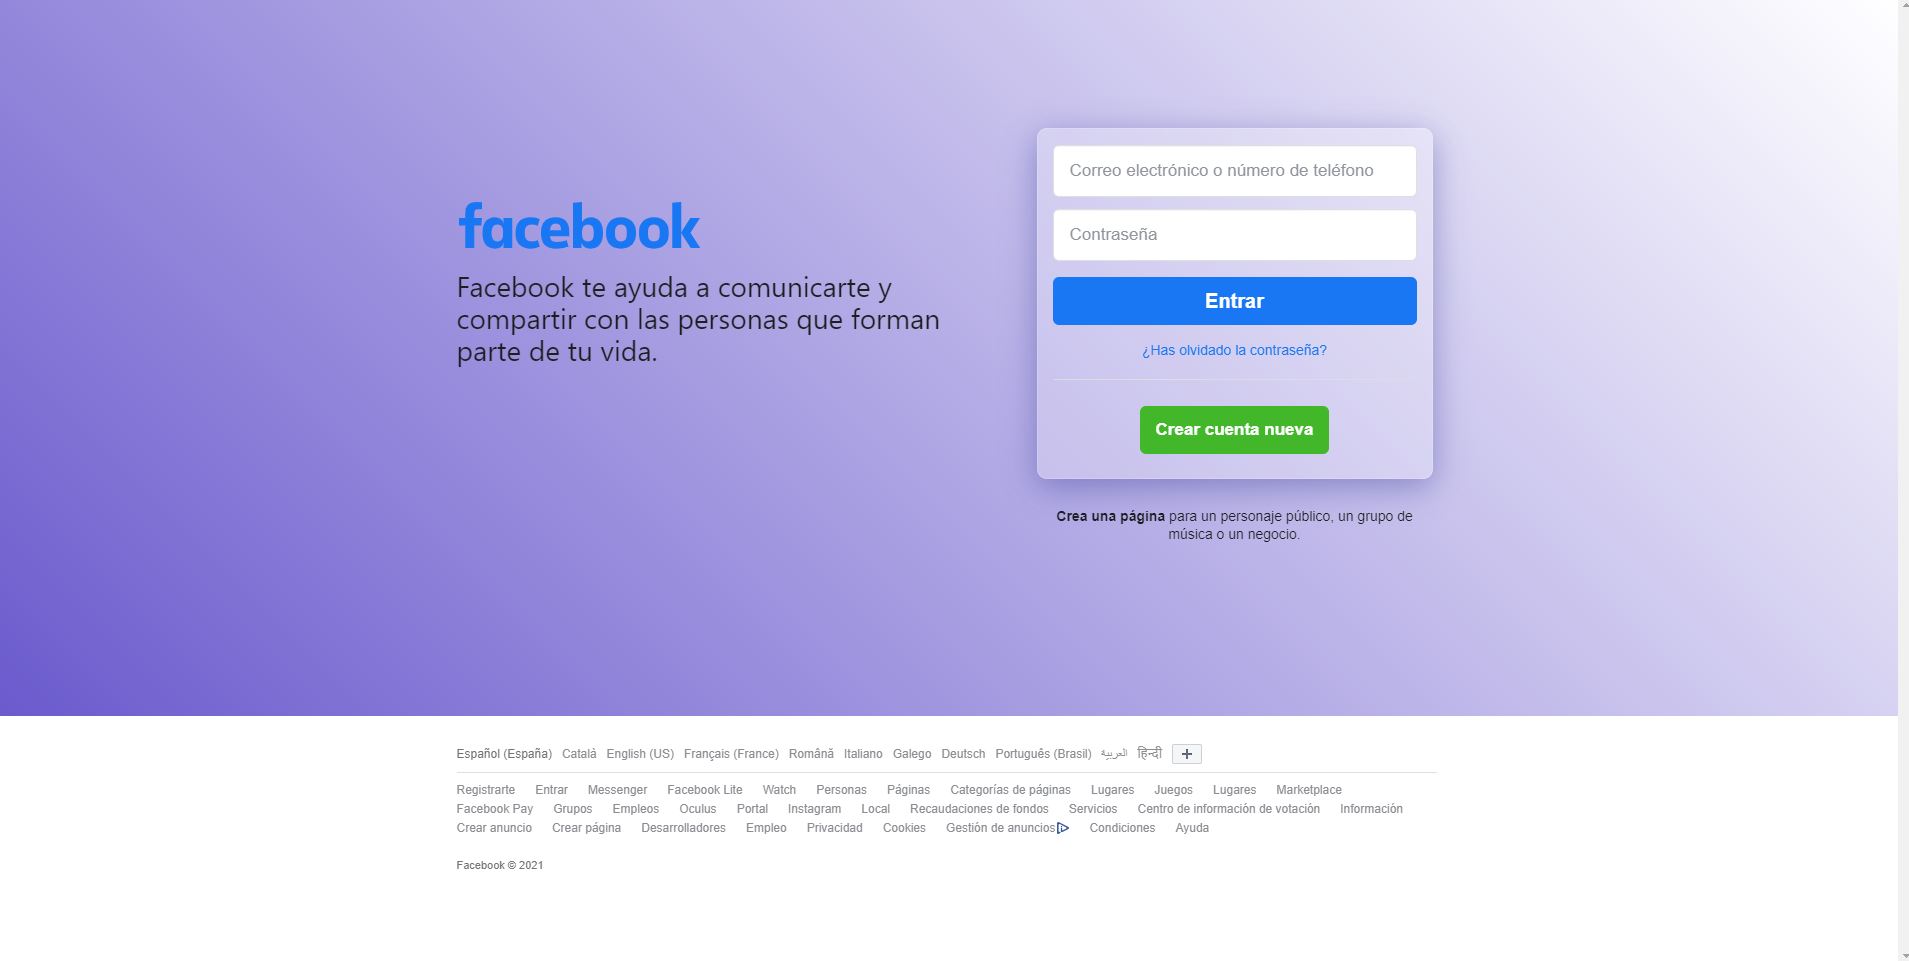 facebook
Facebook te ayuda a comunicarte y
compartir con las personas que forman
parte de tu vida.
Correo electrónico o número de teléfono
Contraseña
Entrar
¿Has olvidado la contraseña?
Crear cuenta nueva
Crea una página para un personaje público, un grupo de
música o un negocio.
Español (España) Català English (US) Français (France) Română Italiano Galego Deutsch Português (Brasil) العربية हिन्दी
Registrarte Entrar Messenger Facebook Lite Watch Personas Páginas Categorías de páginas Lugares Juegos Lugares Marketplace
Facebook Pay Grupos Empleos Oculus Portal Instagram Local Recaudaciones de fondos Servicios Centro de información de votación Información
Crear anuncio Crear página Desarrolladores Empleo Privacidad Cookies Gestión de anuncios Condiciones Ayuda
Facebook © 2021